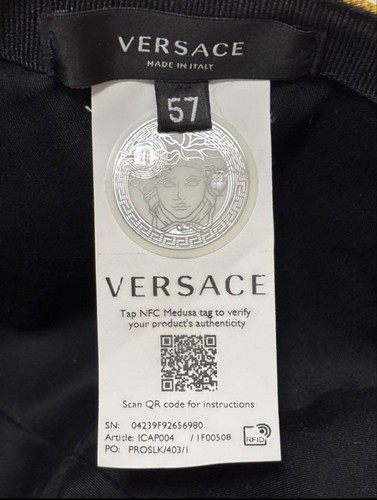 VERSACE
MADE IN ITALY
57
VERSACE
Tap NFC Medusa tag to verify
your product's authenticity
Scan QR code for instructions
SN: 04239F92656980
Article: ICAP004 / 1F00508
PO: PROSLK/403/1
RFID